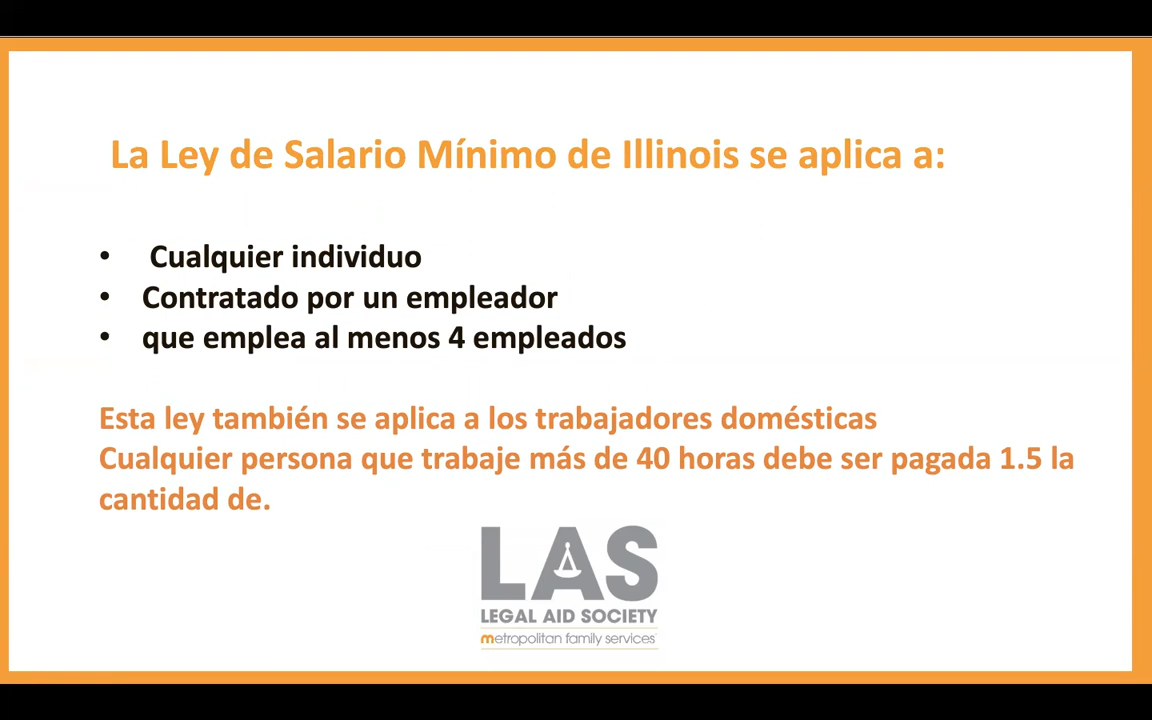 La Ley de Salario Mínimo de Illinois se aplica a:
• Cualquier individuo
• Contratado por un empleador
• que emplea al menos 4 empleados
Esta ley también se aplica a los trabajadores domésticas
Cualquier persona que trabaje más de 40 horas debe ser pagada 1.5 la
cantidad de.
LAS
LEGAL AID SOCIETY
metropolitan family services